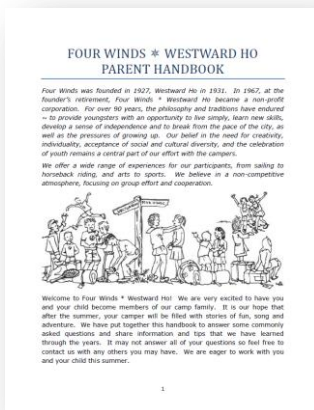 FOUR WINDS * WESTWARD HO
PARENT HANDBOOK
Four Winds was founded in 1927, Westward Ho in 1931. In 1967, at the
founder's retirement, Four Winds * Westward Ho became a non-profit
corporation. For over 90 years, the philosophy and traditions have endured
– to provide youngsters with an opportunity to live simply, learn new skills,
develop a sense of independence and to break from the pace of the city, as
well as the pressures of growing up. Our belief in the need for creativity,
individuality, acceptance of social and cultural diversity, and the celebration
of youth remains a central part of our effort with the campers.
We offer a wide range of experiences for our participants, from sailing to
horseback riding, and arts to sports. We believe in a non-competitive
atmosphere, focusing on group effort and cooperation.
Welcome to Four Winds * Westward Ho! We are very excited to have you
and your child become members of our camp family. It is our hope that
after the summer, your camper will be filled with stories of fun, song and
adventure. We have put together this handbook to answer some commonly
asked questions and share information and tips that we have learned
through the years. It may not answer all of your questions so feel free to
contact us with any others you may have. We are eager to work with you
and your child this summer.
1